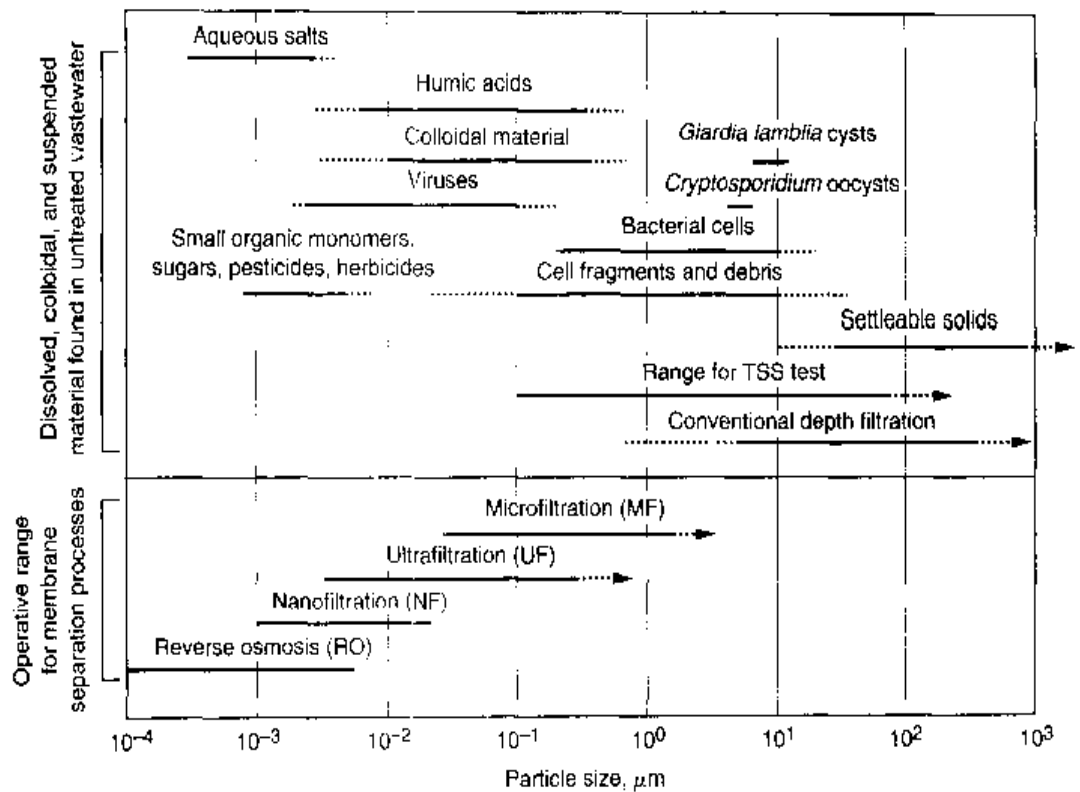 Aqueous salts
Humic acids
Colloidal material
Giardia lamblia cysts
Viruses
Cryptosporidium oocysts
Bacterial cells
Small organic monomers,
sugars, pesticides, herbicides
Cell fragments and debris
Settleable solids
Range for TSS test
Conventional depth filtration
Dissolved, colloidal, and suspended
material found in untreated wastewater
Microfiltration (MF)
Ultrafiltration (UF)
Nanofiltration (NF)
Reverse osmosis (RO)
Operative range
for membrane
separation processes
10⁻⁴ 10⁻³ 10⁻² 10⁻¹ 10⁰ 10¹ 10² 10³
Particle size, μm